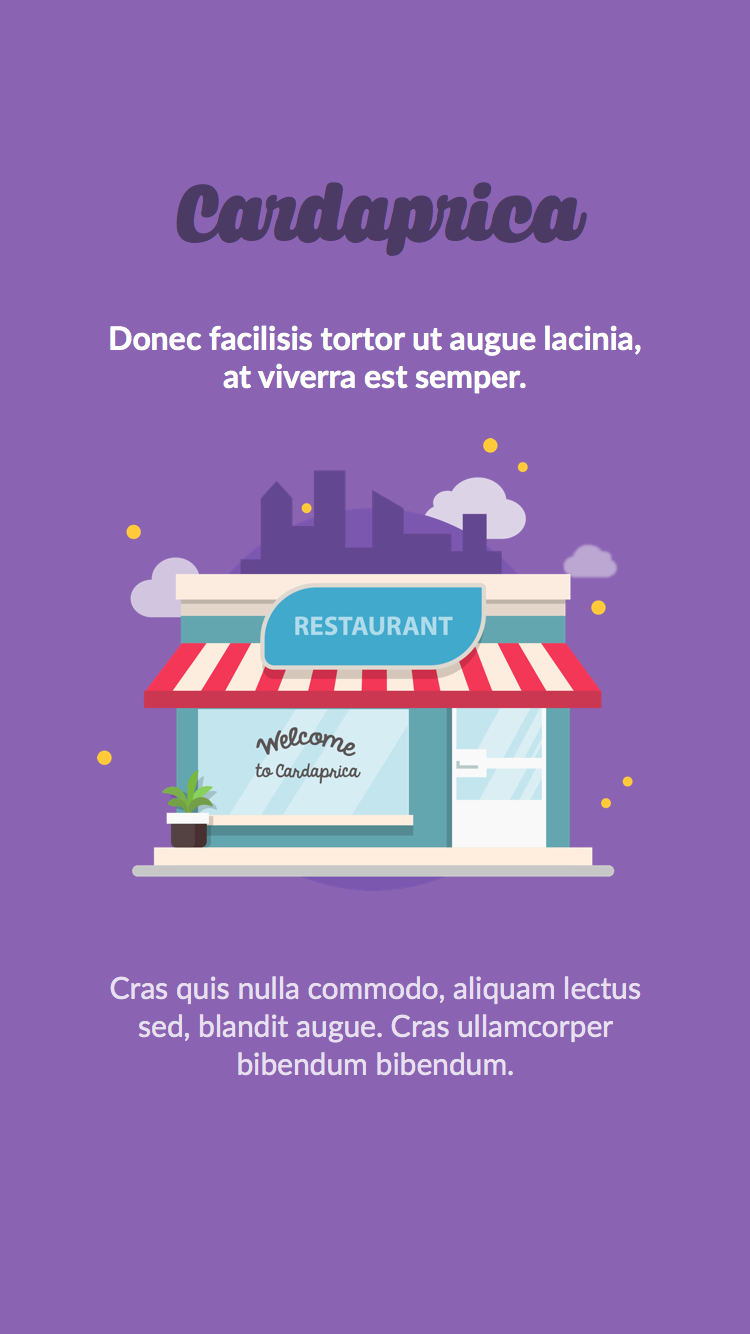 Cardaprica
Donec facilisis tortor ut augue lacinia,
at viverra est semper.
RESTAURANT
Welcome
to Cardaprica
Cras quis nulla commodo, aliquam lectus
sed, blandit augue. Cras ullamcorper
bibendum bibendum.